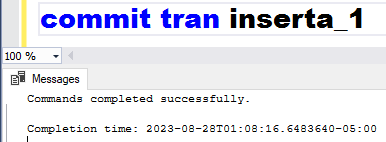 commit tran inserta_1
100 %
Messages
Commands completed successfully.
Completion time: 2023-08-28T01:08:16.6483640-05:00